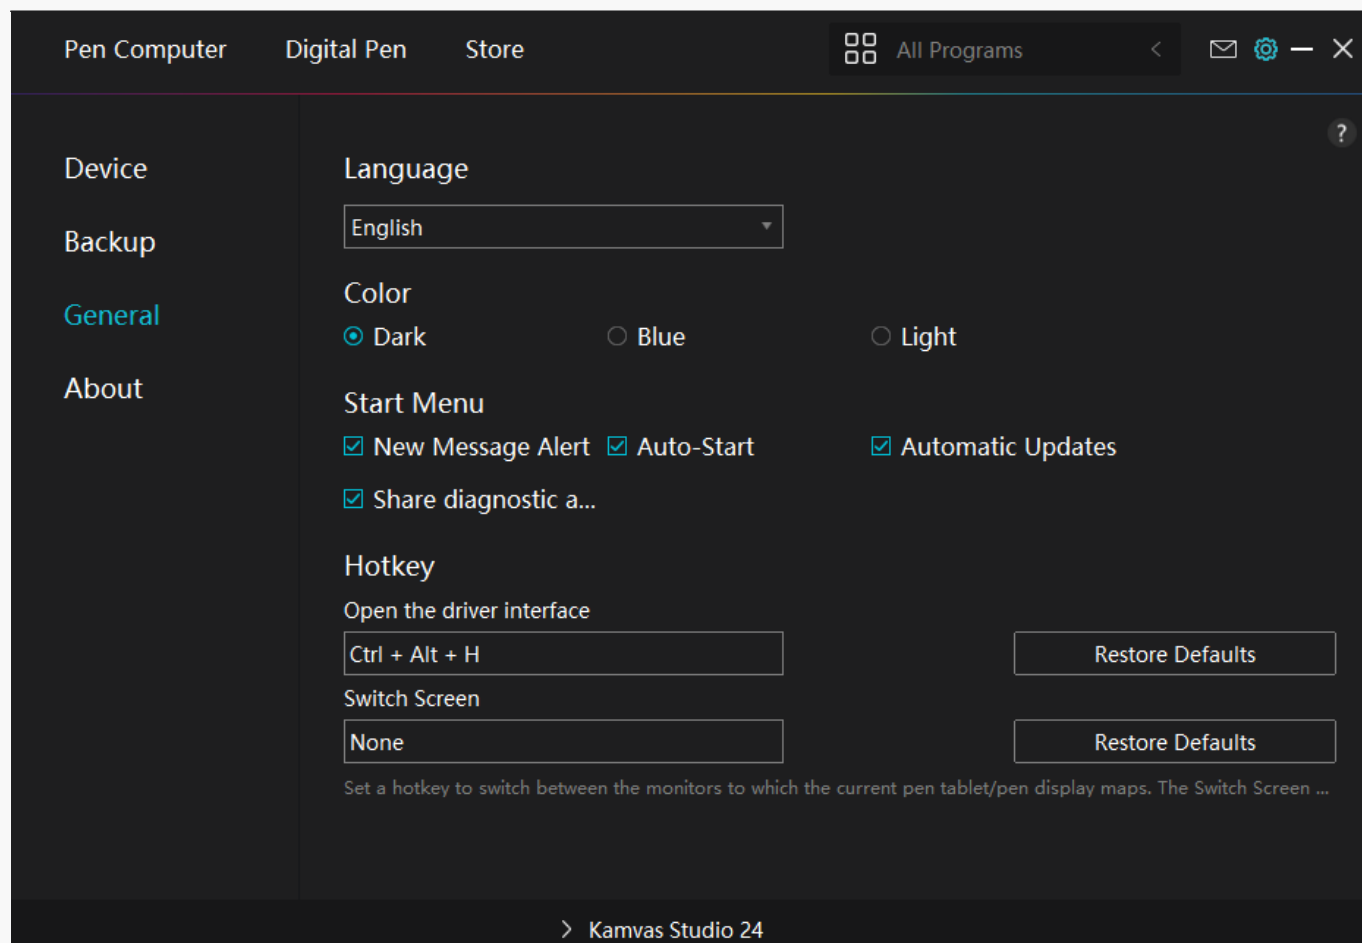 Pen Computer Digital Pen Store All Programs
?
Device
Backup
General
About
Language
English
Color
Dark Blue Light
Start Menu
New Message Alert Auto-Start Automatic Updates
Share diagnostic a...
Hotkey
Open the driver interface
Ctrl + Alt + H Restore Defaults
Switch Screen
None Restore Defaults
Set a hotkey to switch between the monitors to which the current pen tablet/pen display maps. The Switch Screen ...
Kamvas Studio 24